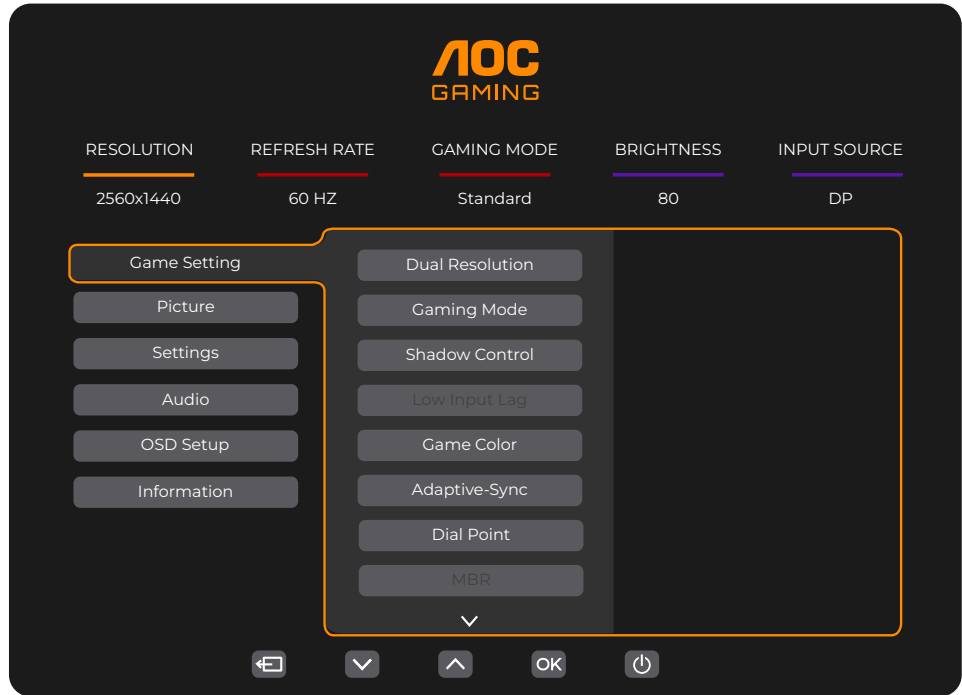 AOC
GAMING
RESOLUTION REFRESH RATE GAMING MODE BRIGHTNESS INPUT SOURCE
2560x1440 60 HZ Standard 80 DP
Game Setting
Picture
Settings
Audio
OSD Setup
Information
Dual Resolution
Gaming Mode
Shadow Control
Low Input Lag
Game Color
Adaptive-Sync
Dial Point
MBR
OK